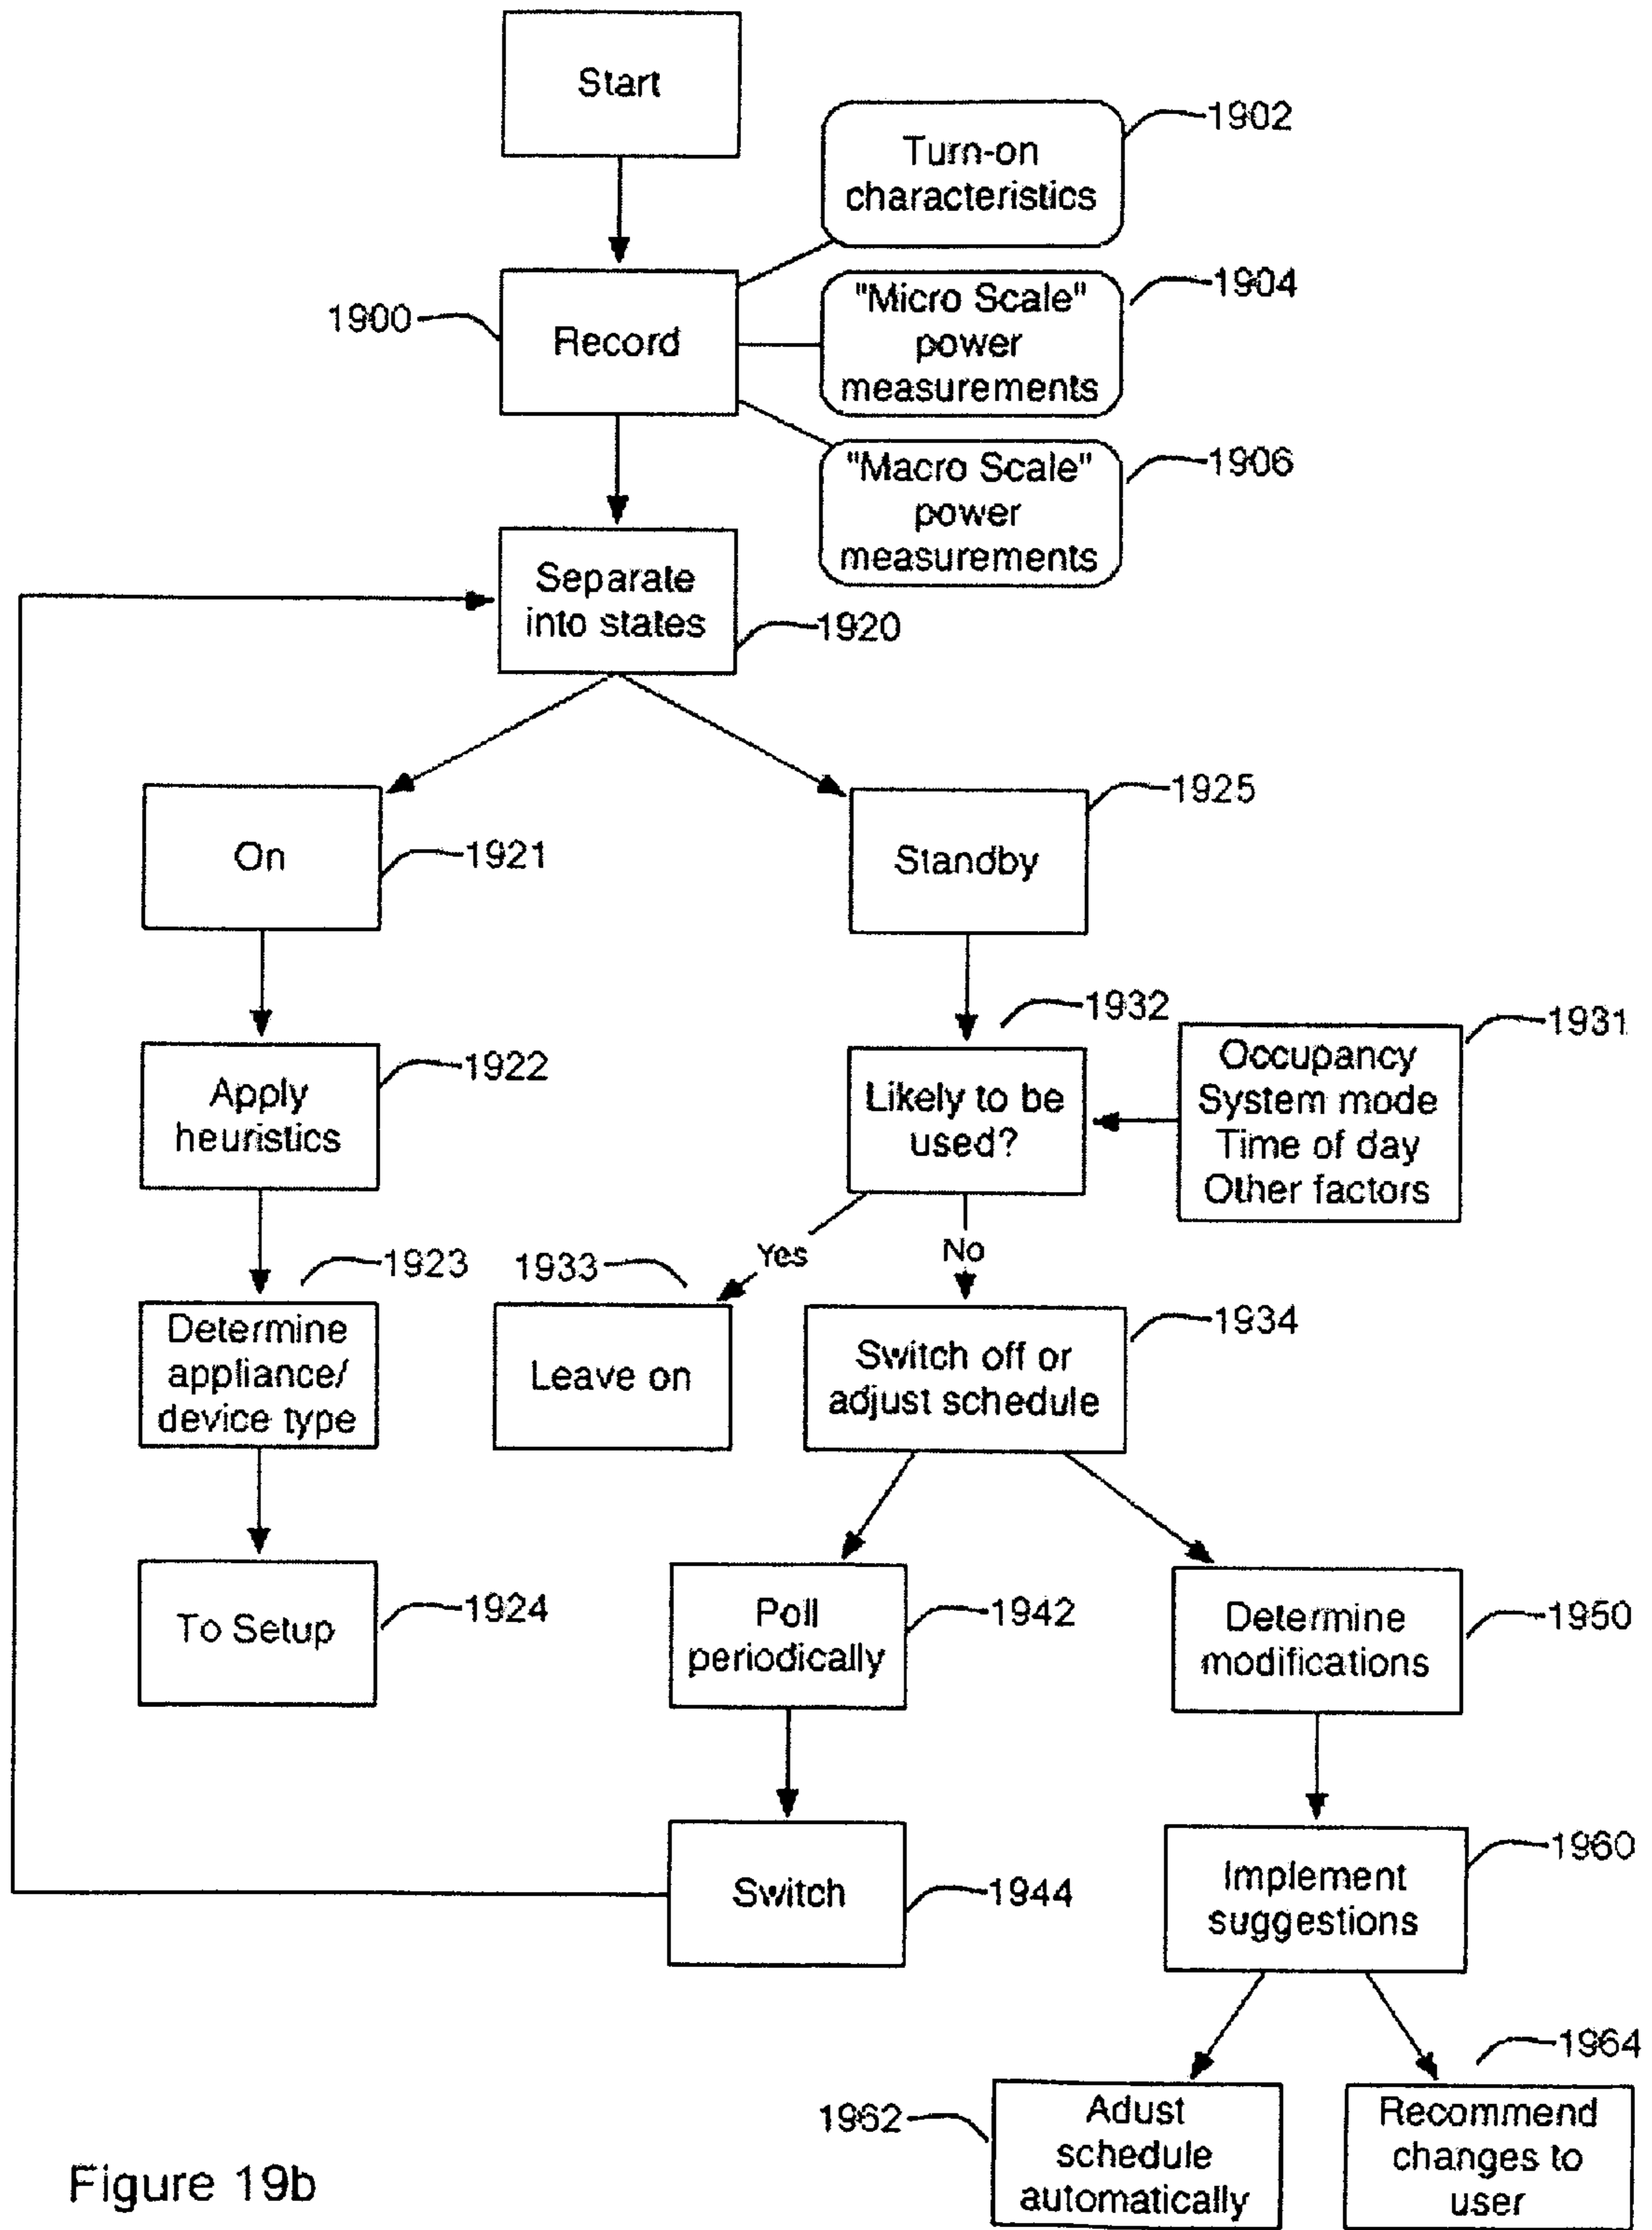 Start
Turn-on
characteristics
1902
1900
Record
"Micro Scale"
power
measurements
1904
"Macro Scale"
power
measurements
1906
Separate
into states
1920
On
1921
Standby
1925
Apply
heuristics
1922
Likely to be
used?
1932
Occupancy
System mode
Time of day
Other factors
1931
Yes
No
Determine
appliance/
device type
1923
1933
Leave on
Switch off or
adjust schedule
1934
To Setup
1924
Poll
periodically
1942
Determine
modifications
1950
Switch
1944
Implement
suggestions
1960
1962
Adust
schedule
automatically
1964
Recommend
changes to
user
Figure 19b